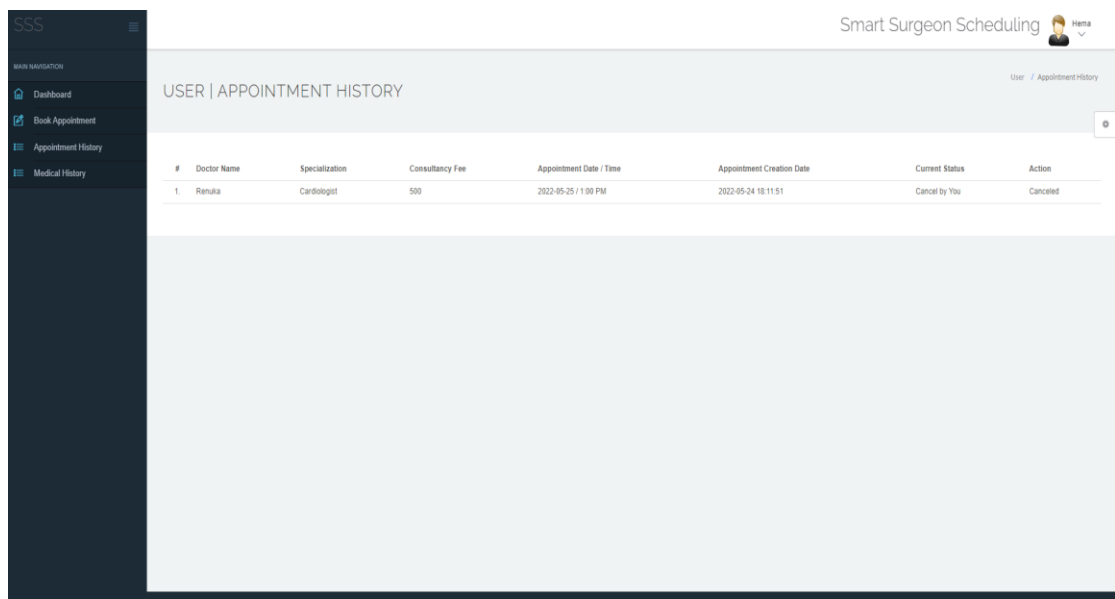 SSS
Smart Surgeon Scheduling
Hema
MAIN NAVIGATION
Dashboard
Book Appointment
Appointment History
Medical History
USER | APPOINTMENT HISTORY
User / Appointment History
# Doctor Name Specialization Consultancy Fee Appointment Date / Time Appointment Creation Date Current Status Action
1. Renuka Cardiologist 500 2022-05-25 / 1:00 PM 2022-05-24 18:11:51 Cancel by You Canceled